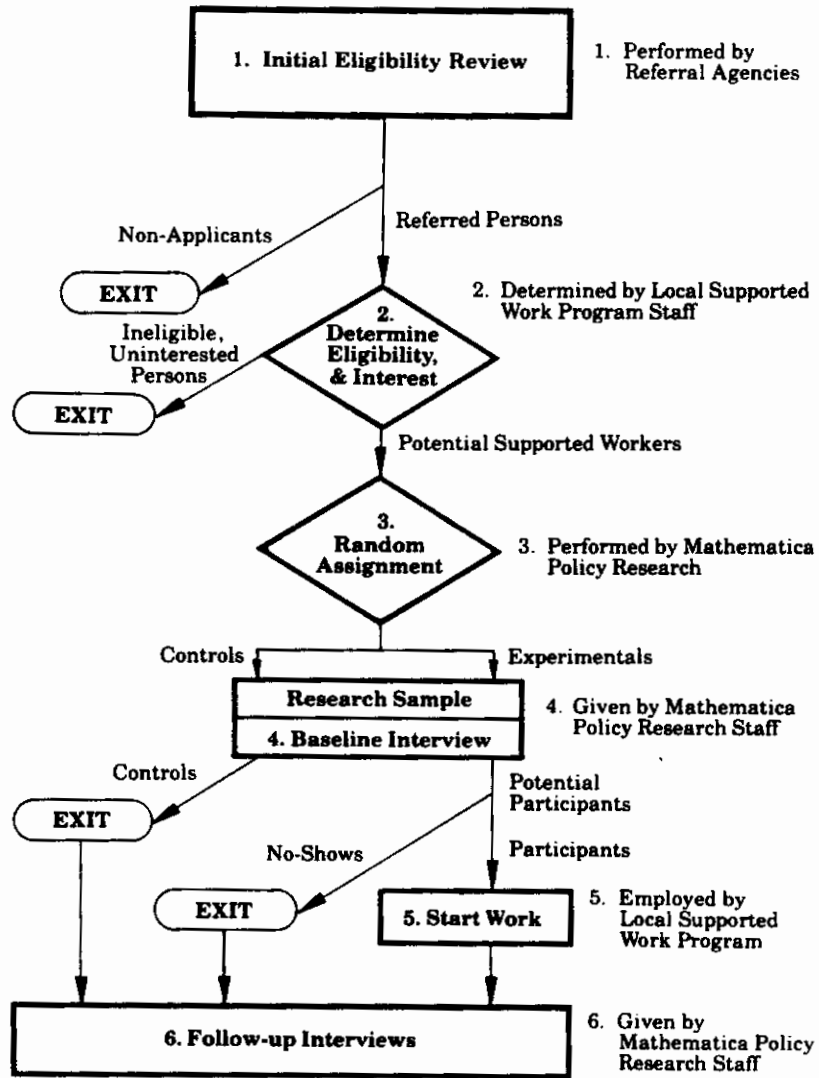 1. Initial Eligibility Review
1. Performed by
Referral Agencies
Non-Applicants
Referred Persons
EXIT
2. Determined by Local Supported
Work Program Staff
2.
Determine
Eligibility,
& Interest
Ineligible,
Uninterested
Persons
EXIT
Potential Supported Workers
3.
Random
Assignment
3. Performed by Mathematica
Policy Research
Controls
Experimentals
Research Sample
4. Baseline Interview
4. Given by Mathematica
Policy Research Staff
Controls
Potential
Participants
EXIT
No-Shows
Participants
EXIT
5. Start Work
5. Employed by
Local Supported
Work Program
6. Follow-up Interviews
6. Given by
Mathematica Policy
Research Staff